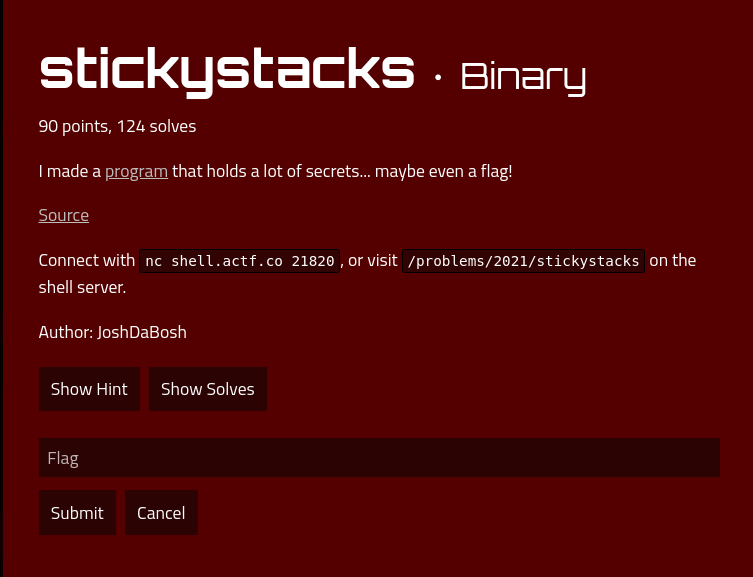 stickystacks · Binary
90 points, 124 solves
I made a program that holds a lot of secrets... maybe even a flag!
Source
Connect with nc shell.actf.co 21820, or visit /problems/2021/stickystacks on the
shell server.
Author: JoshDaBosh
Show Hint Show Solves
Flag
Submit Cancel